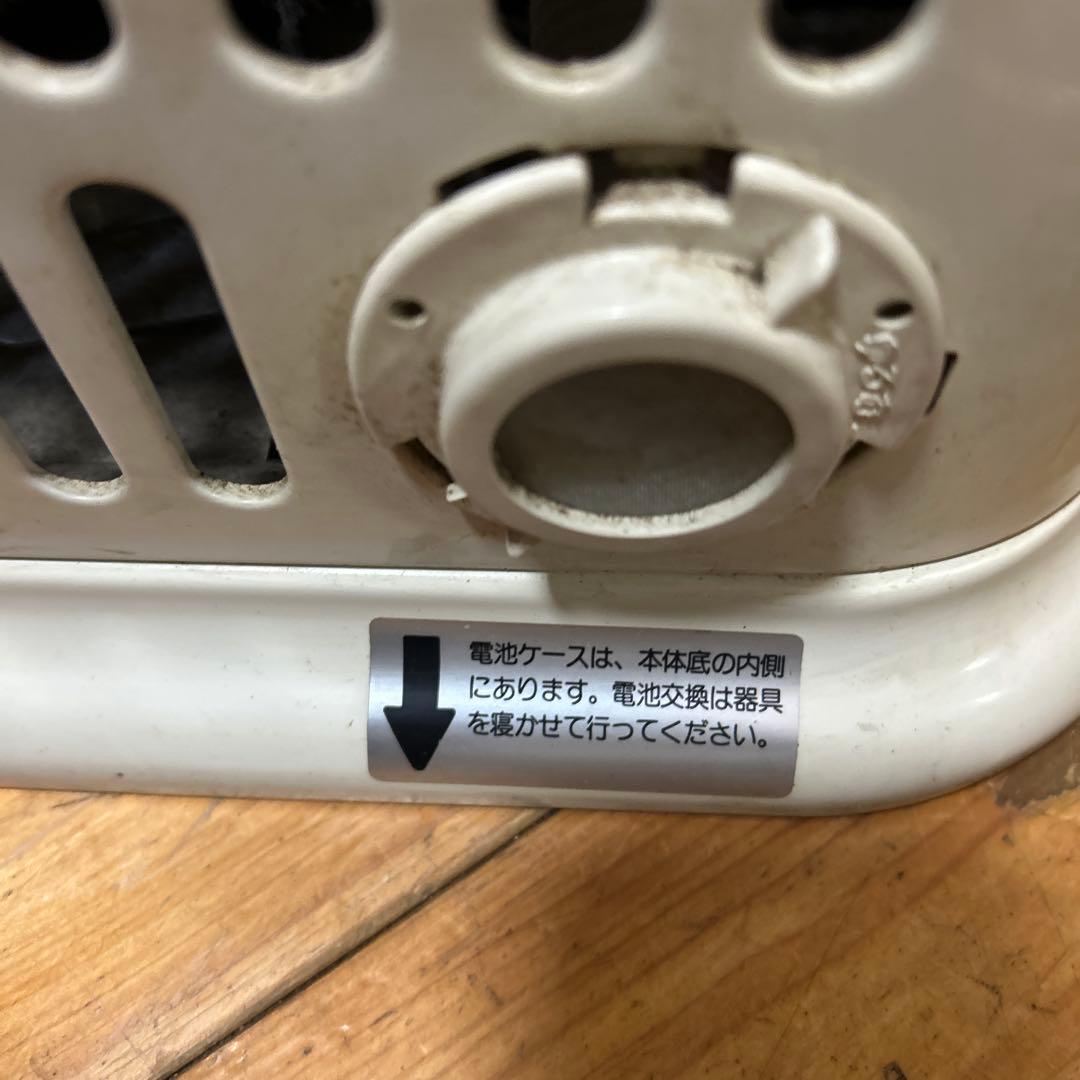 電池ケースは、本体底の内側
にあります。電池交換は器具
を寝かせて行ってください。